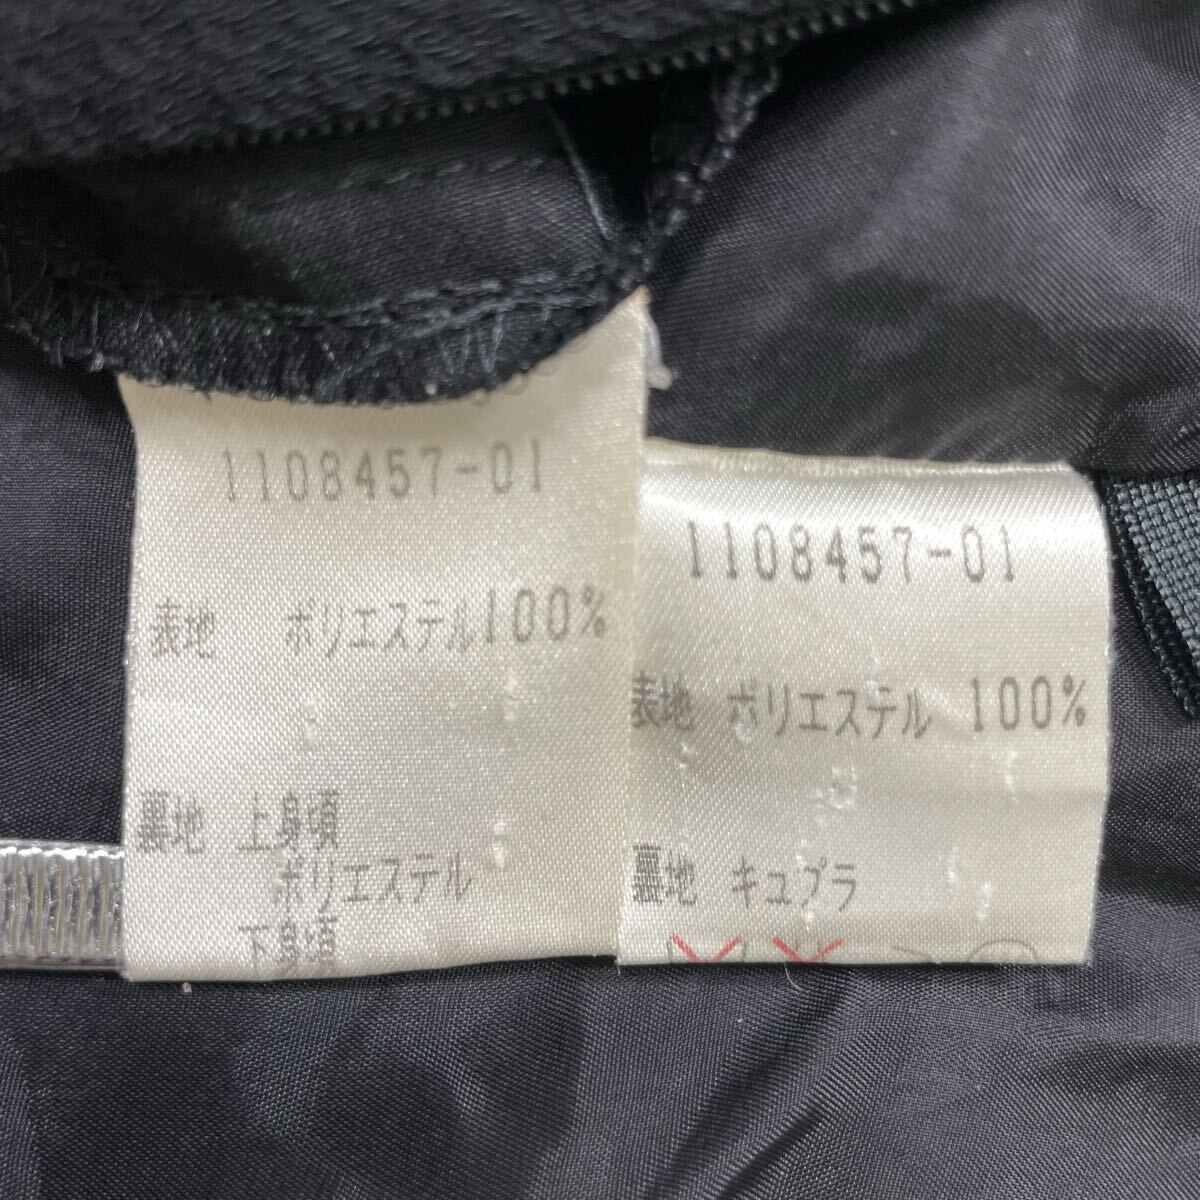 1108457-01
表地 ポリエステル100%
裏地 上身頃
ポリエステル
下身頃
1108457-01
表地 ポリエステル 100%
裏地 キュプラ